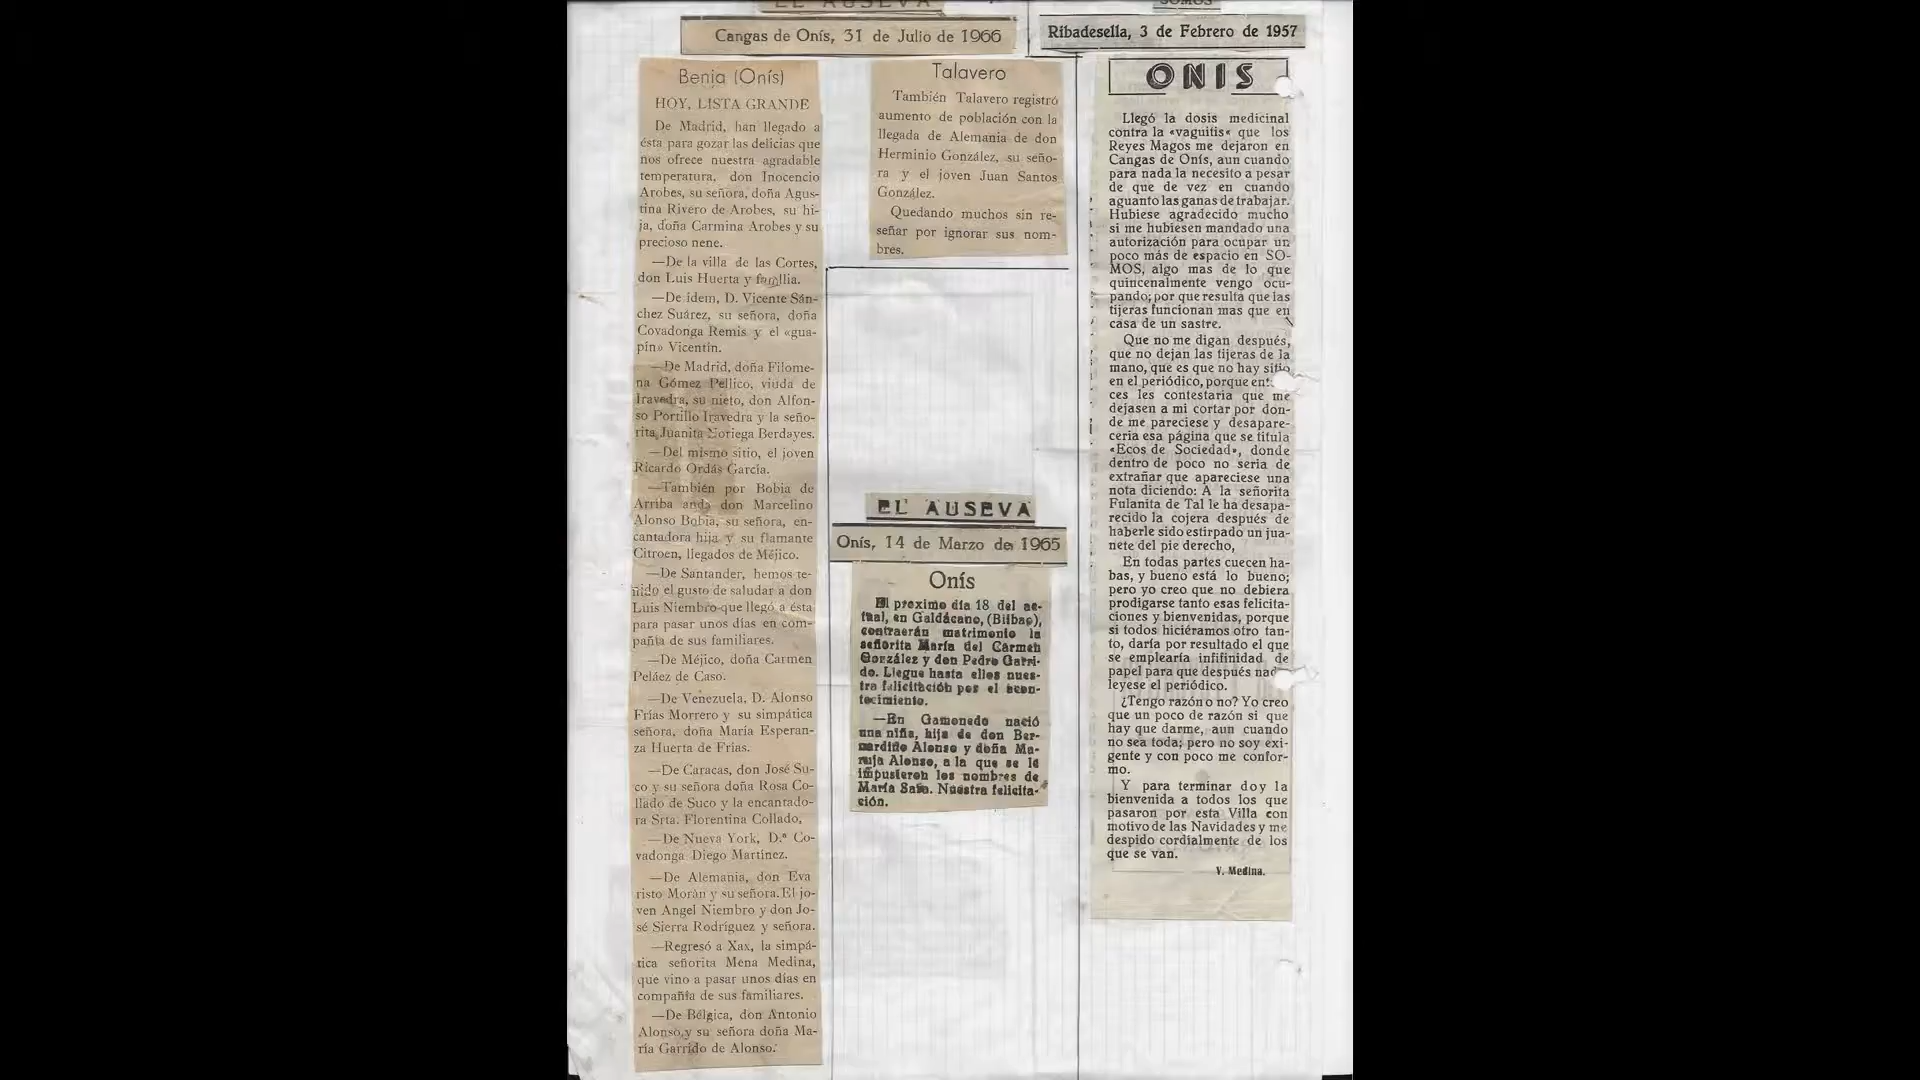 EL AUSEVA
Cangas de Onís, 31 de Julio de 1966
Benia (Onís)
HOY, LISTA GRANDE
De Madrid, han llegado a
ésta para gozar las delicias que
nos ofrece nuestra agradable
temperatura, don Inocencio
Arobes, su señora, doña Agus-
tina Rivero de Arobes, su hi-
ja, doña Carmina Arobes y su
precioso nene.
—De la villa de las Cortes,
don Luis Huerta y familia.
—De ídem, D. Vicente Sán-
chez Suárez, su señora, doña
Covadonga Remis y el «gua-
pín» Vicentín.
—De Madrid, doña Filome-
na Gómez Pellico, viuda de
Iravedra, su nieto, don Alfon-
so Portillo Iravedra y la seño-
rita Juanita Noriega Berdayes.
—Del mismo sitio, el joven
Ricardo Ordás García.
—También por Bobia de
Arriba anda don Marcelino
Alonso Bobia, su señora, en-
cantadora hija y su flamante
Citroen, llegados de Méjico.
—De Santander, hemos te-
nido el gusto de saludar a don
Luis Niembro que llegó a ésta
para pasar unos días en com-
pañta de sus familiares.
—De Méjico, doña Carmen
Peláez de Caso.
—De Venezuela, D. Alonso
Frías Morrero y su simpática
señora, doña María Esperan-
za Huerta de Frías.
—De Caracas, don José Su-
co y su señora doña Rosa Co-
llado de Suco y la encantado-
ra Srta. Florentina Collado,
—De Nueva York, D.ª Co-
vadonga Diego Martínez.
—De Alemania, don Eva
risto Morán y su señora. El jo-
ven Angel Niembro y don Jo-
sé Sierra Rodríguez y señora.
—Regresó a Xax, la simpá-
tica señorita Mena Medina,
que vino a pasar unos días en
compañía de sus familiares.
—De Bélgica, don Antonio
Alonso y su señora doña Ma-
ría Garrido de Alonso.
Talavero
También Talavero registró
aumento de población con la
llegada de Alemania de don
Herminio González, su seño-
ra y el joven Juan Santos
González.
Quedando muchos sin re-
señar por ignorar sus nom-
bres.
EL AUSEVA
Onís, 14 de Marzo de 1965
Onís
El proximo día 18 del ac-
tual, en Galdácano, (Bilbao),
contraerán matrimonio la
señorita María del Carmen
González y don Pedro Garri-
do. Llegue hasta ellos nues-
tra felicitación por el acon-
tecimiento.
—En Gamonedo nació
una niña, hija de don Ber-
nardino Alonso y doña Ma-
ruja Alonso, a la que se le
impusieron los nombres de
María Nuestra felicita-
ción.
SOMOS
Ribadesella, 3 de Febrero de 1957
ONIS
Llegó la dosis medicinal
contra la «vaguitis« que los
Reyes Magos me dejaron en
Cangas de Onís, aun cuando
para nada la necesito a pesar
de que de vez en cuando
aguanto las ganas de trabajar.
Hubiese agradecido mucho
si me hubiesen mandado una
autorización para ocupar un
poco más de espacio en SO-
MOS, algo mas de lo que
quincenalmente vengo ocu-
pando; por que resulta que las
tijeras funcionan mas que en
casa de un sastre.
Que no me digan después,
que no dejan las tijeras de la
mano, que es que no hay sitio
en el periódico, porque
ces les contestaria que me
dejasen a mi cortar por don-
de me pareciese y desapare-
cería esa página que se titula
«Ecos de Sociedad», donde
dentro de poco no seria de
extrañar que apareciese una
nota diciendo: A la señorita
Fulanita de Tal le ha desapa-
recido la cojera después de
haberle sido estirpado un jua-
nete del pie derecho,
En todas partes cuecen ha-
bas, y bueno está lo bueno;
pero yo creo que no debiera
prodigarse tanto esas felicita-
ciones y bienvenidas, porque
si todos hiciéramos otro tan-
to, daría por resultado el que
se emplearía infifinidad de
papel para que después
leyese el periódico.
¿Tengo razón o no? Yo creo
que un poco de razón si que
hay que darme, aun cuando
no sea toda; pero no soy exi-
gente y con poco me confor-
mo.
Y para terminar doy la
bienvenida a todos los que
pasaron por esta Villa con
motivo de las Navidades y me
despido cordialmente de los
que se van.
V. Medina.